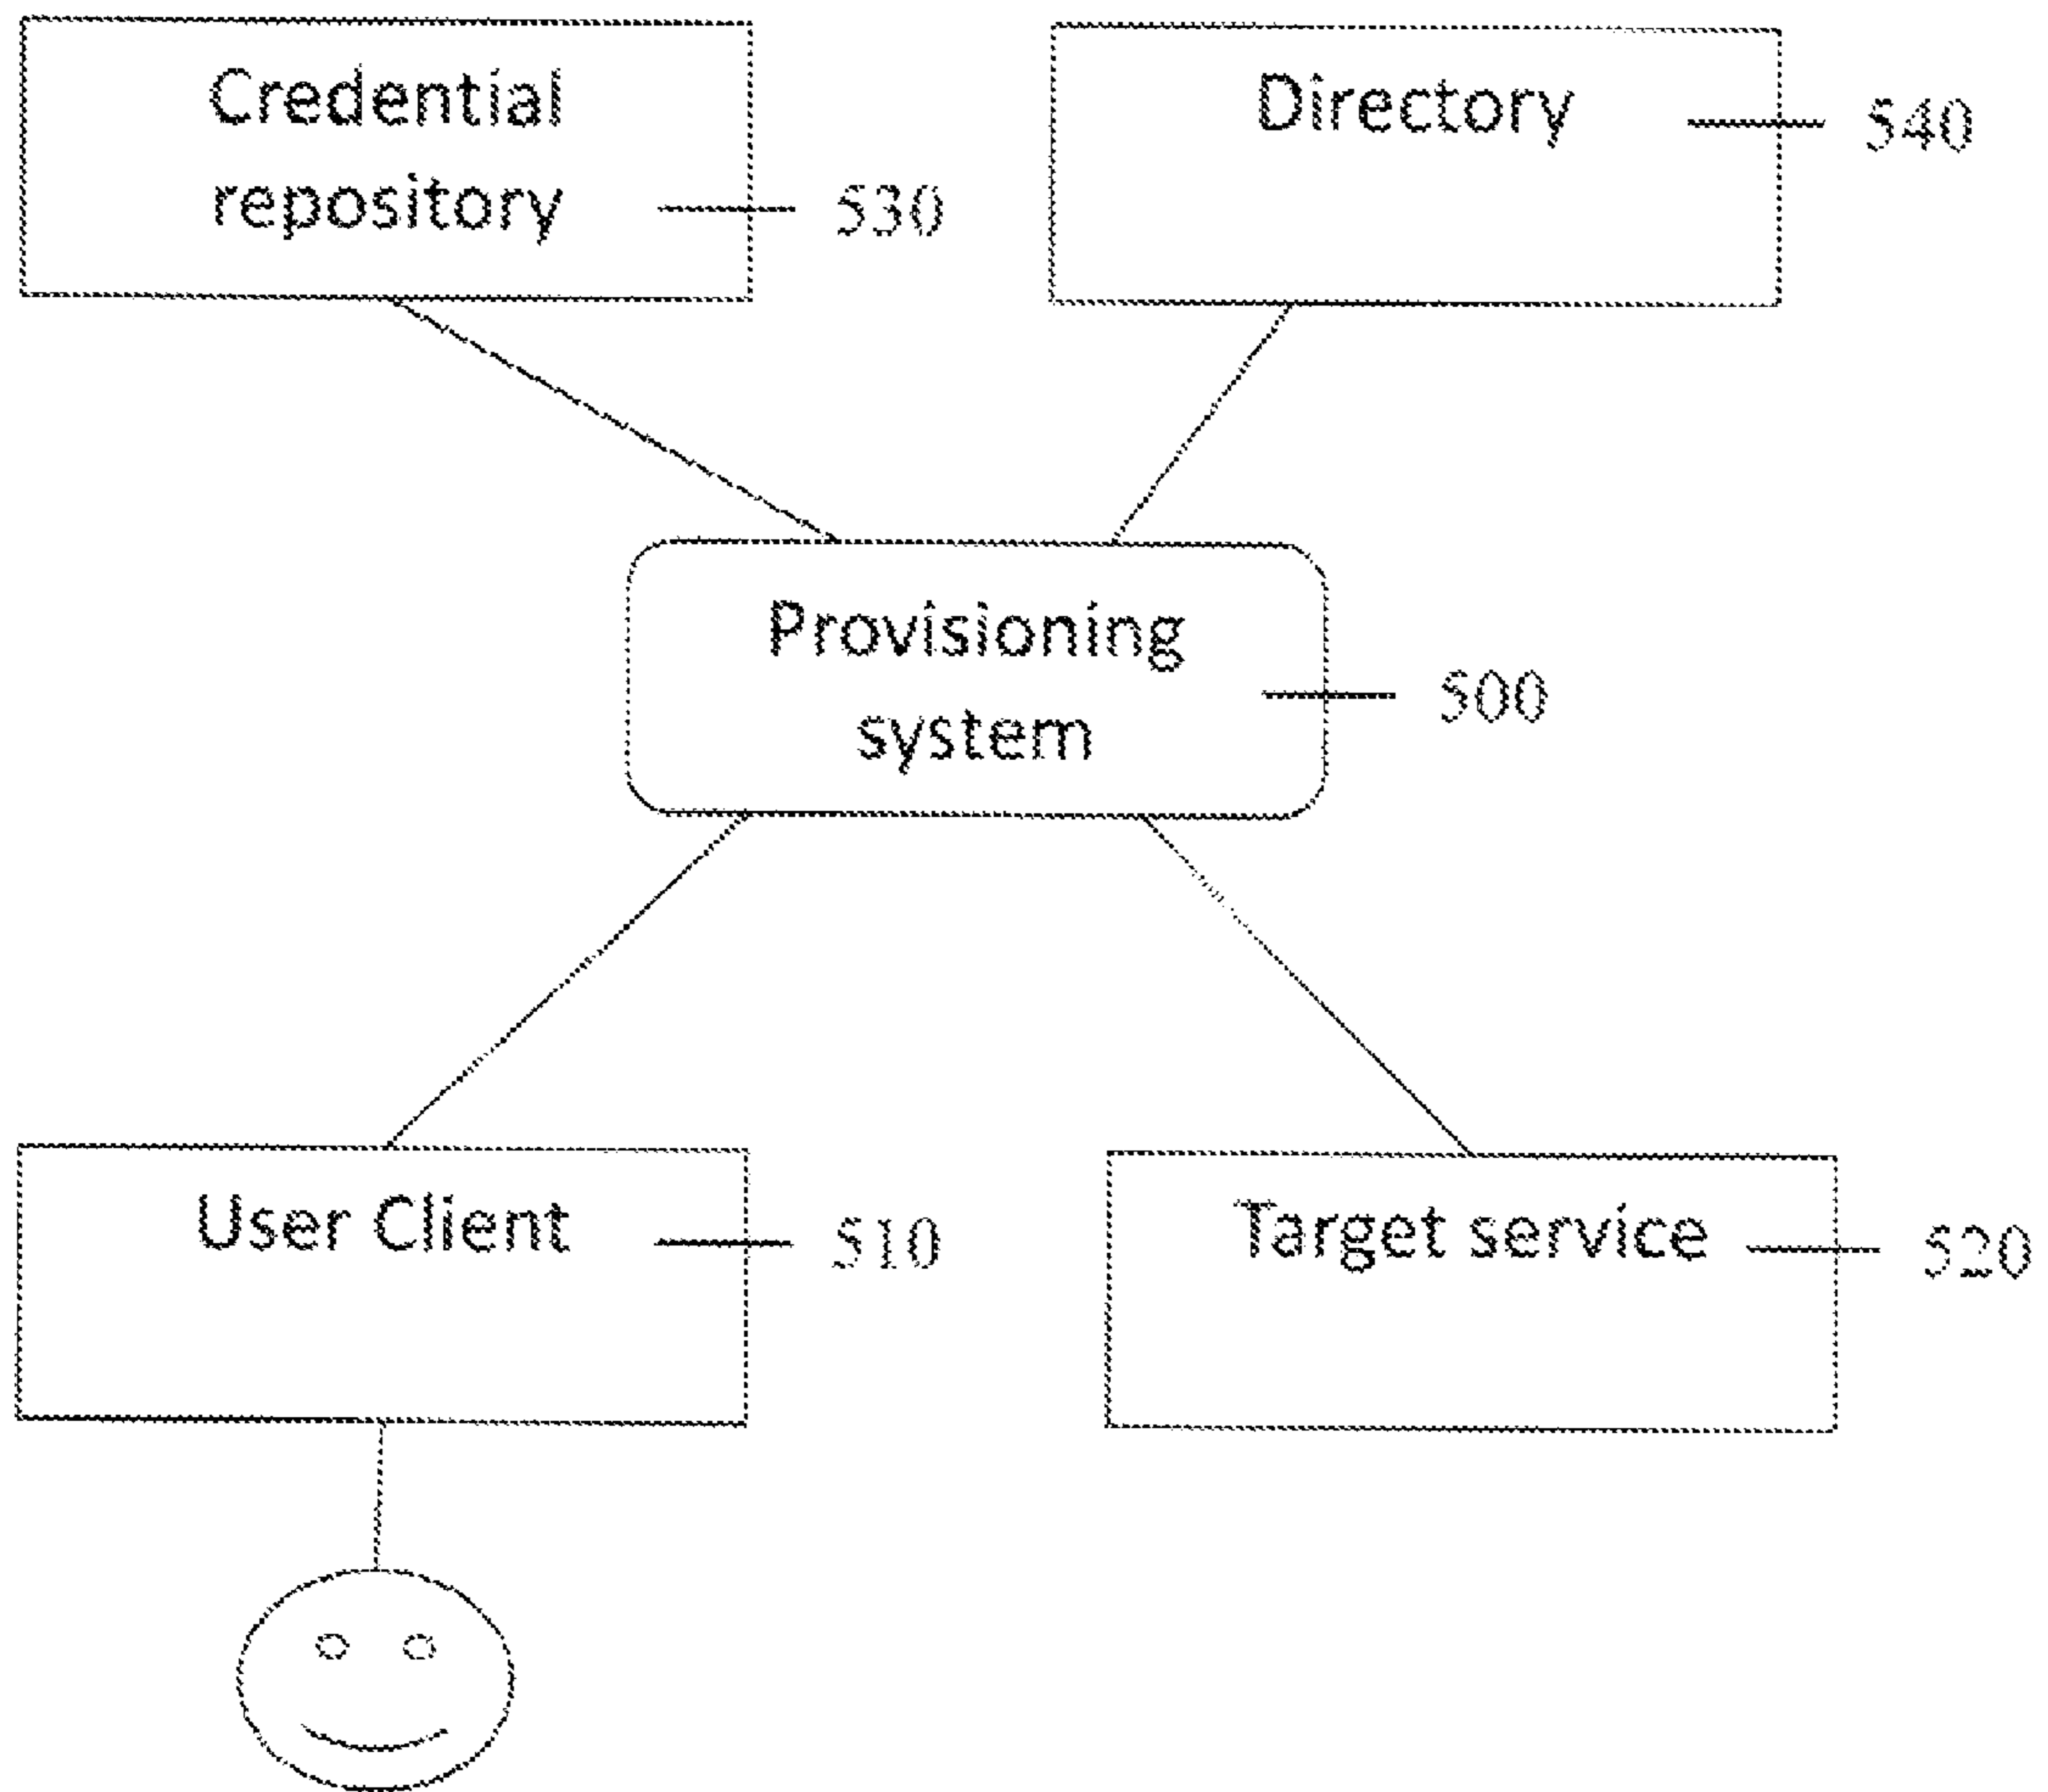 Credential
repository
530
Directory
540
Provisioning
system
500
User Client
510
Target service
520